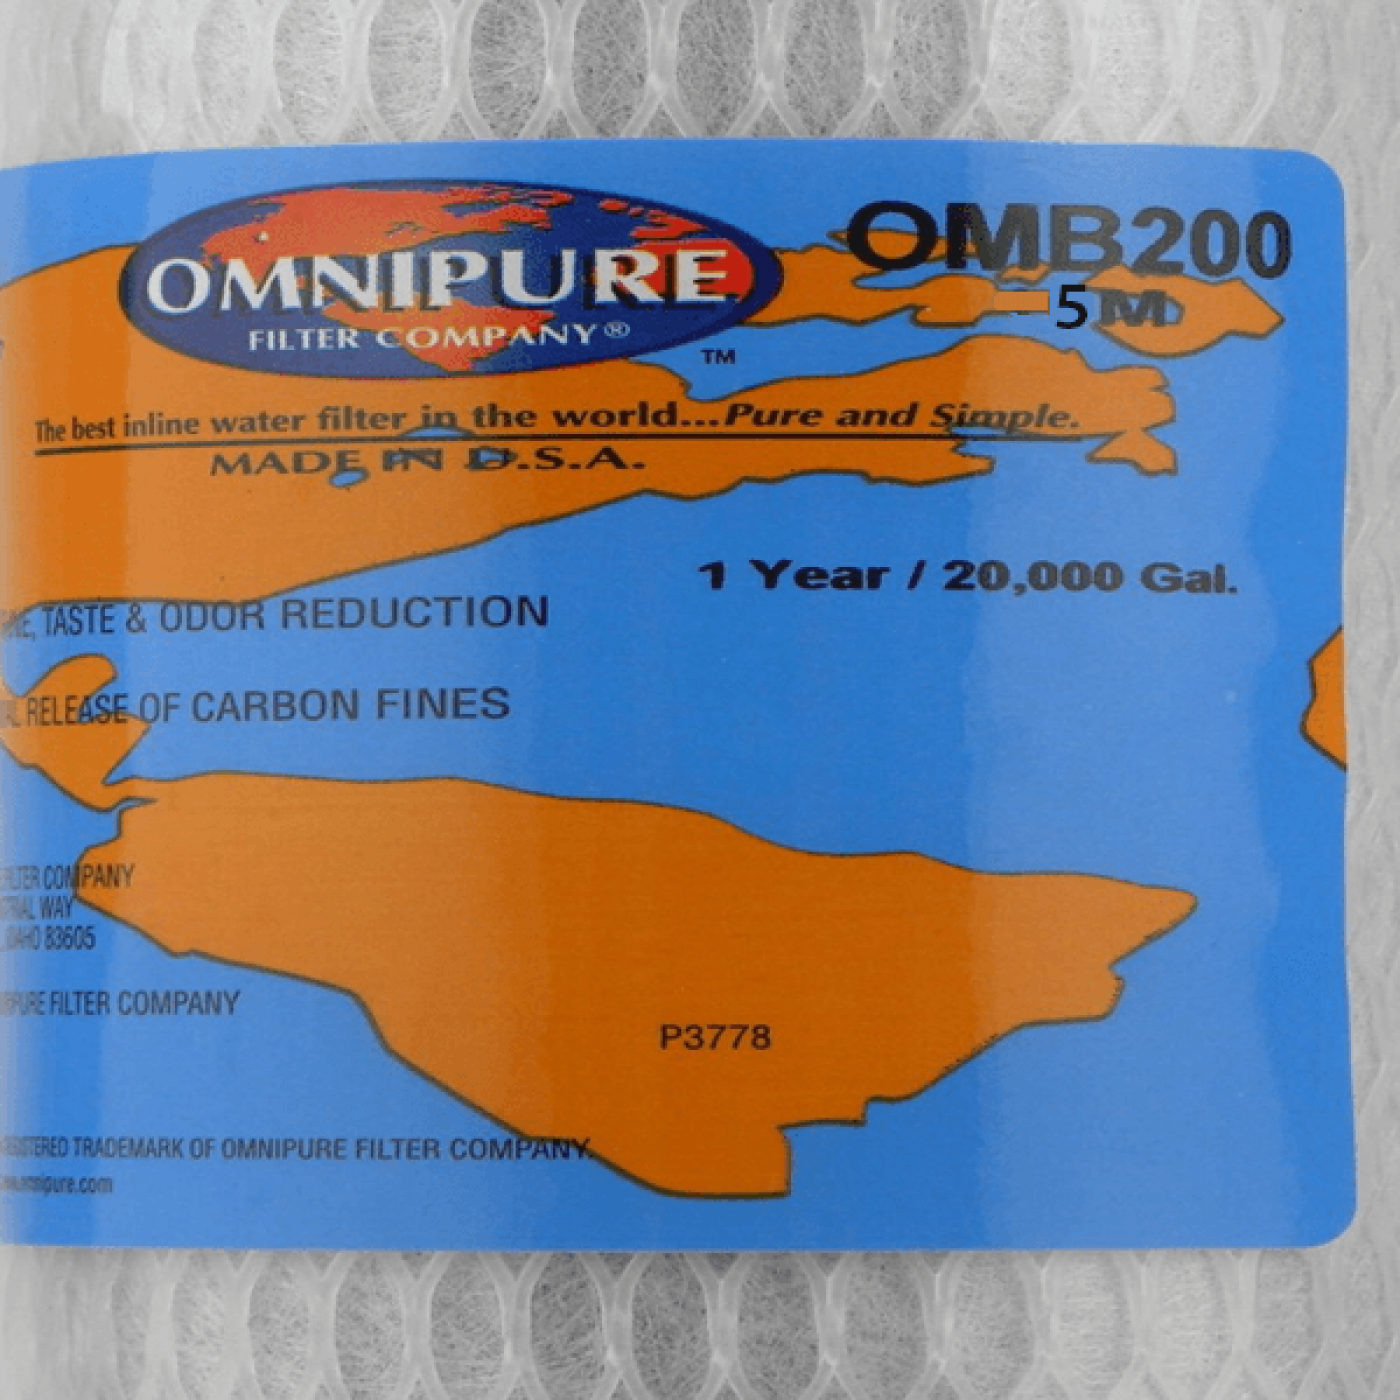 OMB200
5M
OMNIPURE
FILTER COMPANY®
TM
The best inline water filter in the world...Pure and Simple.
MADE IN U.S.A.
1 Year / 20,000 Gal.
TASTE & ODOR REDUCTION
RELEASE OF CARBON FINES
COMPANY
WAY
83605
FILTER COMPANY
P3778
TRADEMARK OF OMNIPURE FILTER COMPANY.